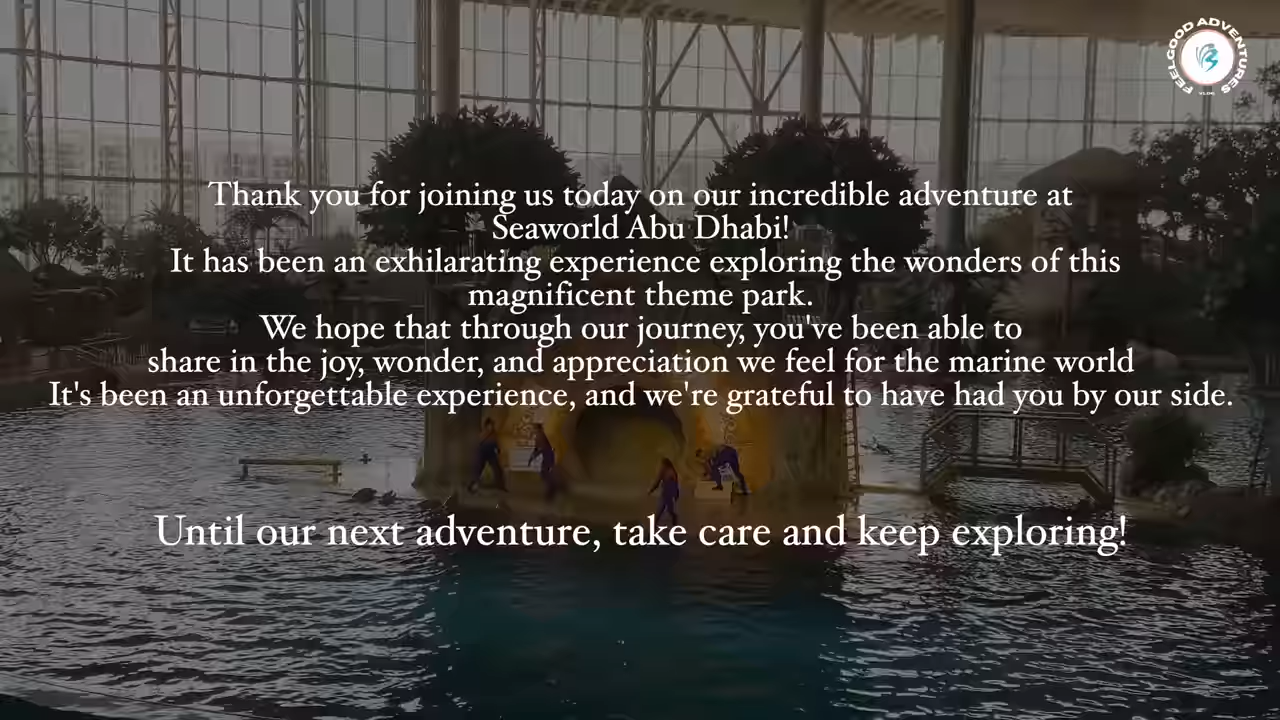 FEELGOOD ADVENTURES
VLOG
Thank you for joining us today on our incredible adventure at
Seaworld Abu Dhabi!
It has been an exhilarating experience exploring the wonders of this
magnificent theme park.
We hope that through our journey, you've been able to
share in the joy, wonder, and appreciation we feel for the marine world
It's been an unforgettable experience, and we're grateful to have had you by our side.
Until our next adventure, take care and keep exploring!